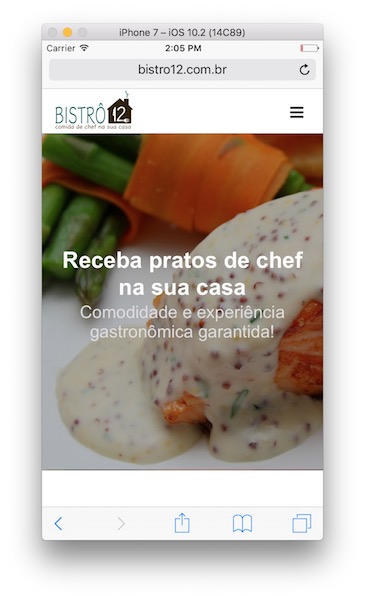 iPhone 7 – iOS 10.2 (14C89)
Carrier 2:05 PM
bistro12.com.br
BISTRÔ 12
comida de chef na sua casa
Receba pratos de chef
na sua casa
Comodidade e experiência
gastronômica garantida!